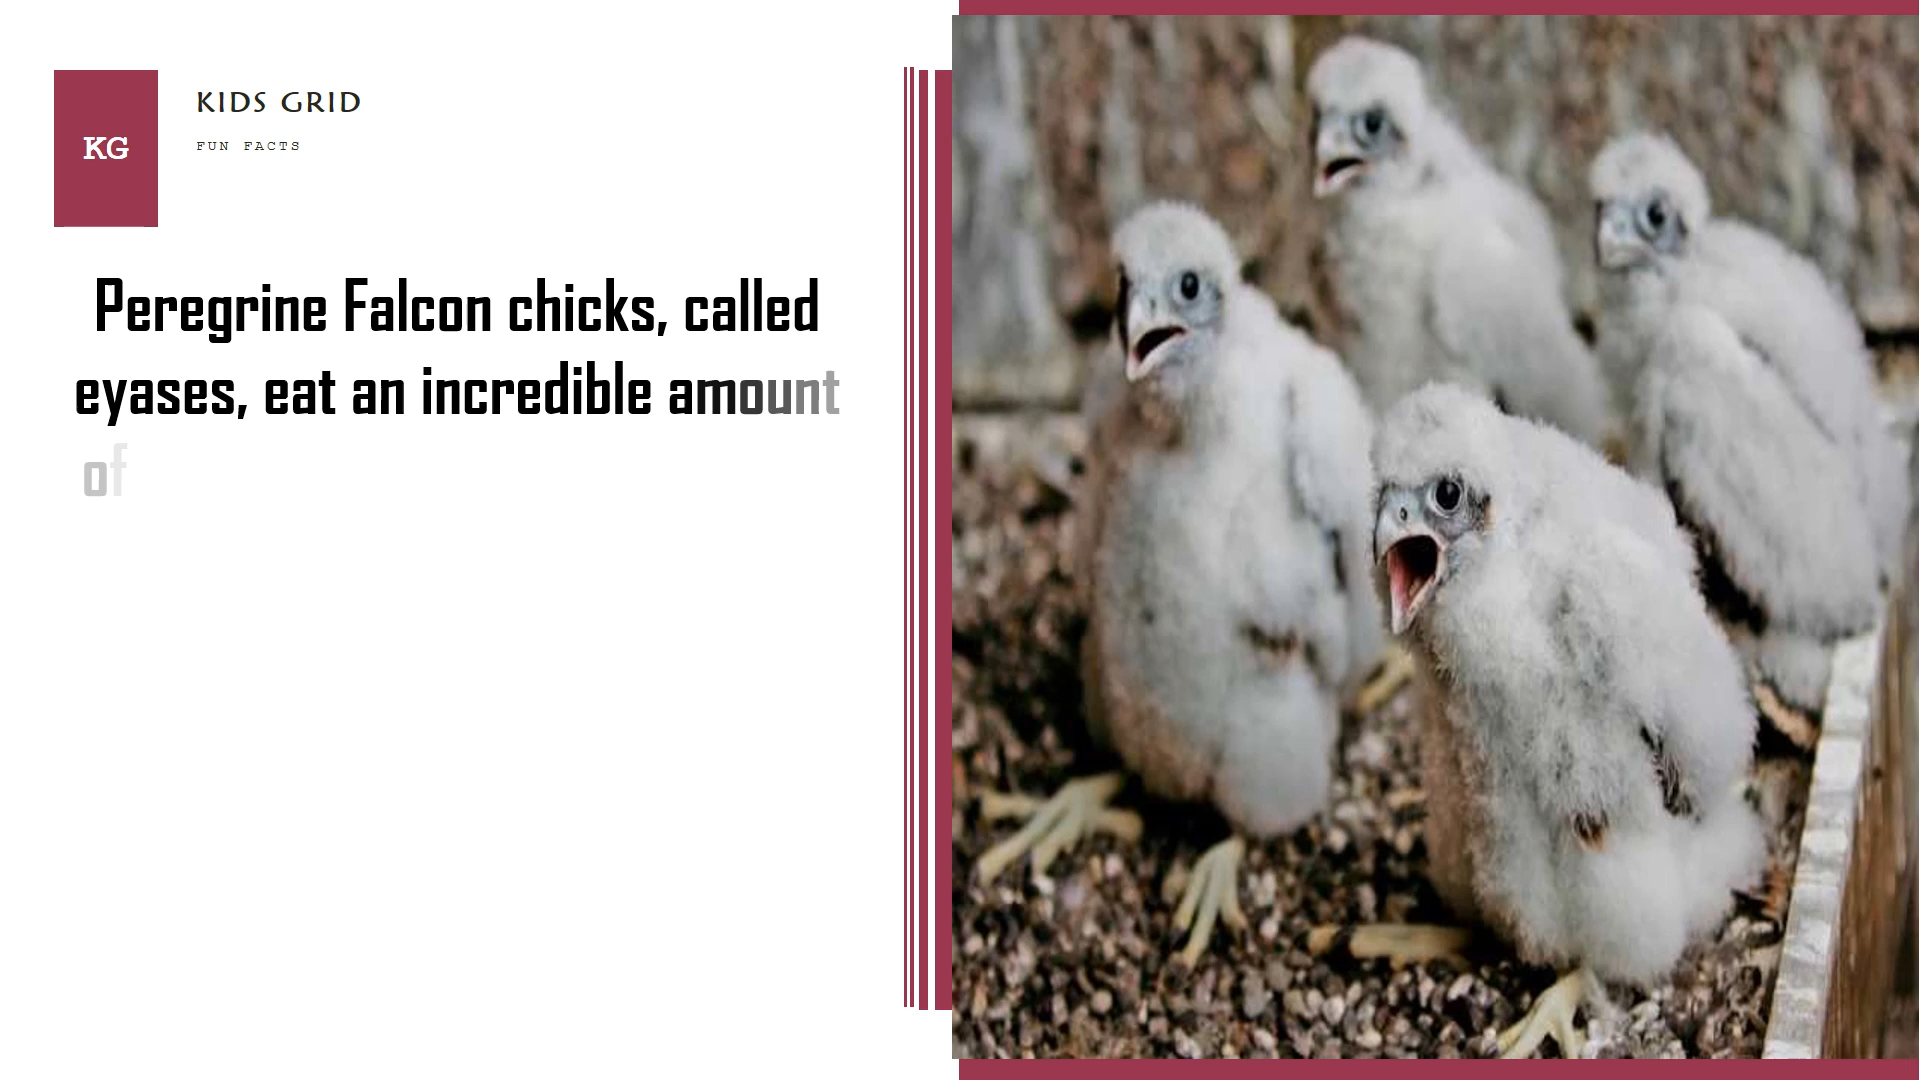 KG
KIDS GRID
FUN FACTS
Peregrine Falcon chicks, called
eyases, eat an incredible amount
of